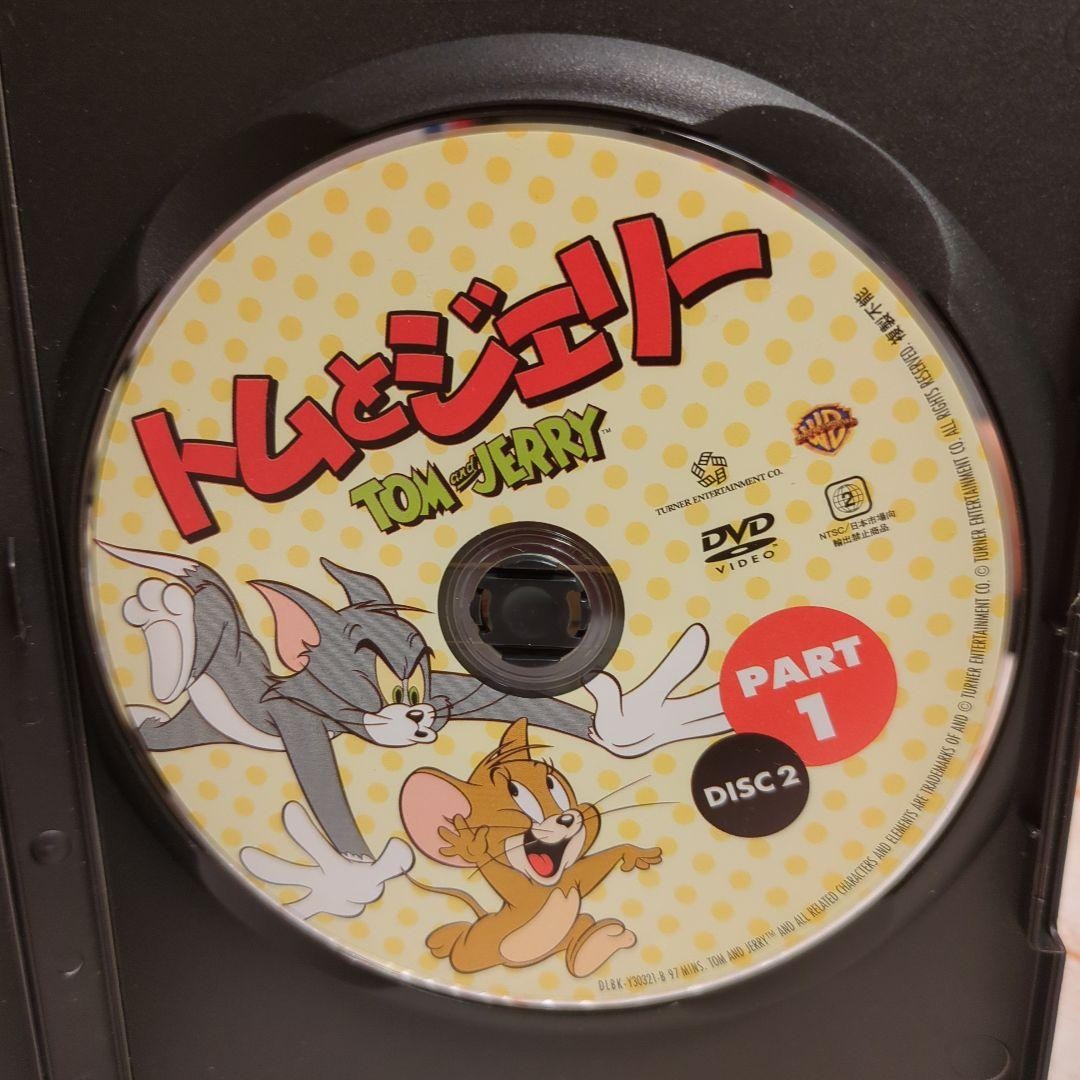 トムとジェリー
TOM and JERRY™
TURNER ENTERTAINMENT CO.
WB
DVD
VIDEO
2
NTSC/日本市場向
輸出禁止商品
PART
1
DISC 2
DLBK-Y30321-B 97 MINS. TOM AND JERRY™ AND ALL RELATED CHARACTERS AND ELEMENTS ARE TRADEMARKS OF AND © TURNER ENTERTAINMENT CO. © TURNER ENTERTAINMENT CO. ALL RIGHTS RESERVED. 複製不能